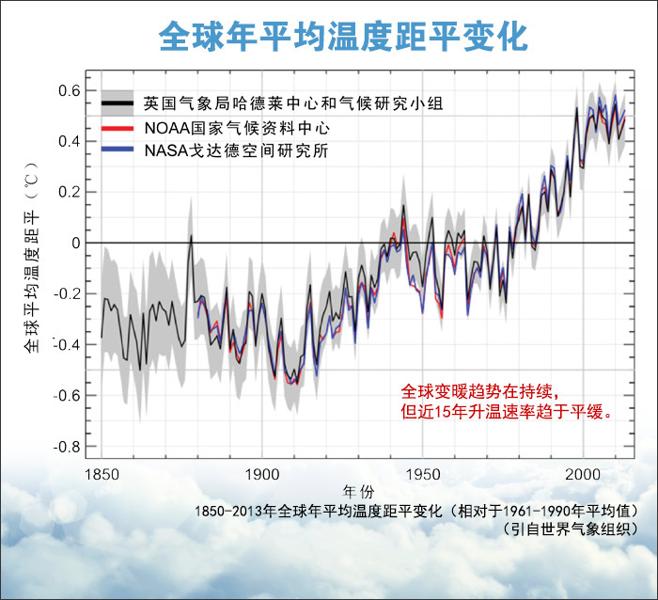 全球年平均温度距平变化
英国气象局哈德莱中心和气候研究小组
NOAA国家气候资料中心
NASA戈达德空间研究所
全球平均温度距平（℃）
0.6
0.4
0.2
0
-0.2
-0.4
-0.6
-0.8
全球变暖趋势在持续，
但近15年升温速率趋于平缓。
1850
1900
1950
2000
年份
1850-2013年全球年平均温度距平变化（相对于1961-1990年平均值）
（引自世界气象组织）